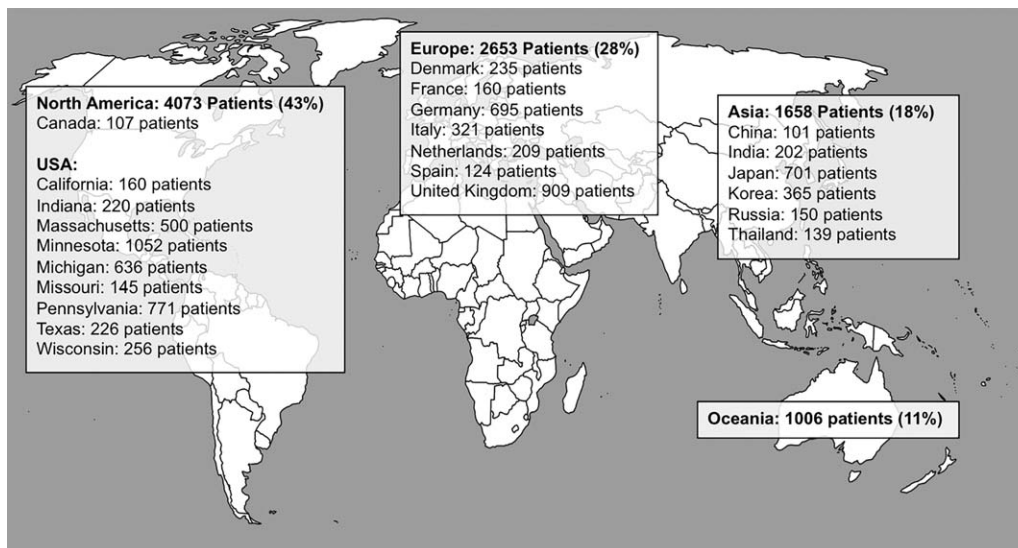 North America: 4073 Patients (43%)
Canada: 107 patients
USA:
California: 160 patients
Indiana: 220 patients
Massachusetts: 500 patients
Minnesota: 1052 patients
Michigan: 636 patients
Missouri: 145 patients
Pennsylvania: 771 patients
Texas: 226 patients
Wisconsin: 256 patients
Europe: 2653 Patients (28%)
Denmark: 235 patients
France: 160 patients
Germany: 695 patients
Italy: 321 patients
Netherlands: 209 patients
Spain: 124 patients
United Kingdom: 909 patients
Asia: 1658 Patients (18%)
China: 101 patients
India: 202 patients
Japan: 701 patients
Korea: 365 patients
Russia: 150 patients
Thailand: 139 patients
Oceania: 1006 patients (11%)